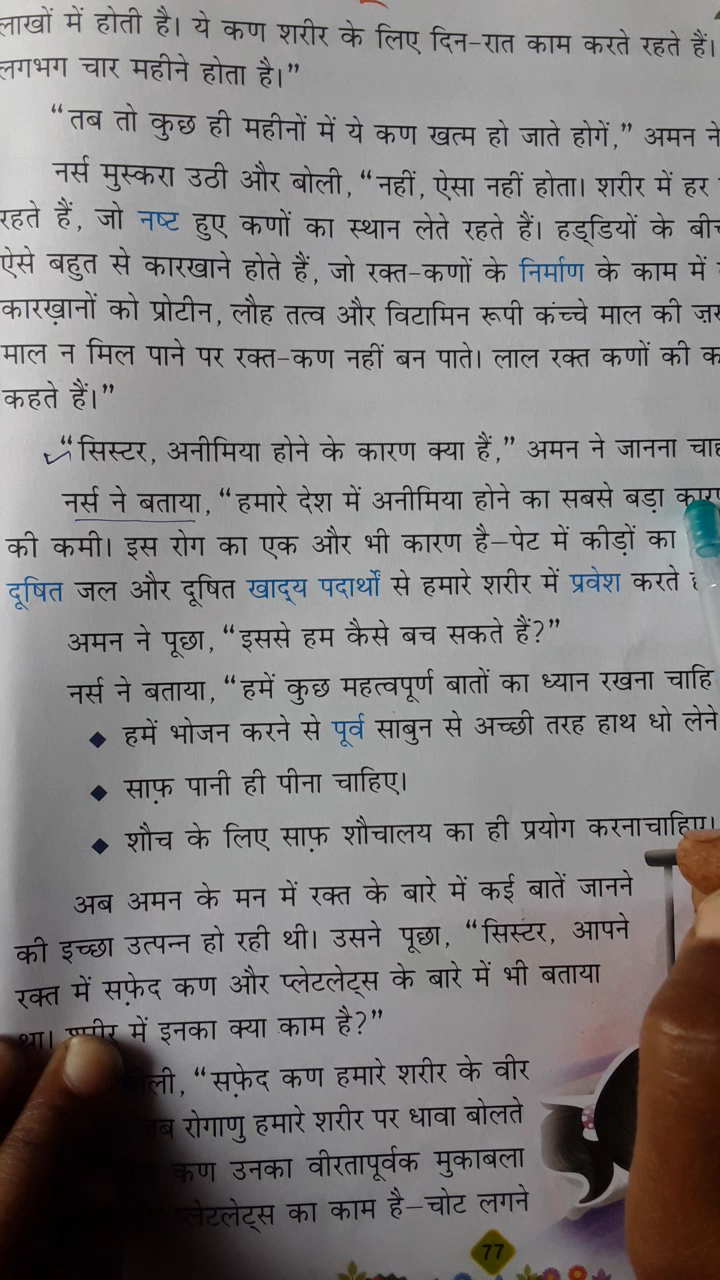 लाखों में होती है। ये कण शरीर के लिए दिन-रात काम करते रहते हैं।
लगभग चार महीने होता है।”
“तब तो कुछ ही महीनों में ये कण खत्म हो जाते होगें,” अमन ने
नर्स मुस्करा उठी और बोली, “नहीं, ऐसा नहीं होता। शरीर में हर
रहते हैं, जो नष्ट हुए कणों का स्थान लेते रहते हैं। हड्डियों के बीच
ऐसे बहुत से कारखाने होते हैं, जो रक्त-कणों के निर्माण के काम में
कारख़ानों को प्रोटीन, लौह तत्व और विटामिन रूपी कंच्चे माल की
माल न मिल पाने पर रक्त-कण नहीं बन पाते। लाल रक्त कणों की
कहते हैं।”
“सिस्टर, अनीमिया होने के कारण क्या हैं,” अमन ने जानना
नर्स ने बताया, “हमारे देश में अनीमिया होने का सबसे बड़ा
की कमी। इस रोग का एक और भी कारण है–पेट में कीड़ों का
दूषित जल और दूषित खाद्य पदार्थों से हमारे शरीर में प्रवेश करते
अमन ने पूछा, “इससे हम कैसे बच सकते हैं?”
नर्स ने बताया, “हमें कुछ महत्वपूर्ण बातों का ध्यान रखना
◆ हमें भोजन करने से पूर्व साबुन से अच्छी तरह हाथ धो लेने
◆ साफ़ पानी ही पीना चाहिए।
◆ शौच के लिए साफ़ शौचालय का ही प्रयोग करनाचाहिए।
अब अमन के मन में रक्त के बारे में कई बातें जानने
की इच्छा उत्पन्न हो रही थी। उसने पूछा, “सिस्टर, आपने
रक्त में सफ़ेद कण और प्लेटलेट्स के बारे में भी बताया
था। शरीर में इनका क्या काम है?”
“सफ़ेद कण हमारे शरीर के वीर
रोगाणु हमारे शरीर पर धावा बोलते
कण उनका वीरतापूर्वक मुकाबला
प्लेटलेट्स का काम है–चोट लगने
77